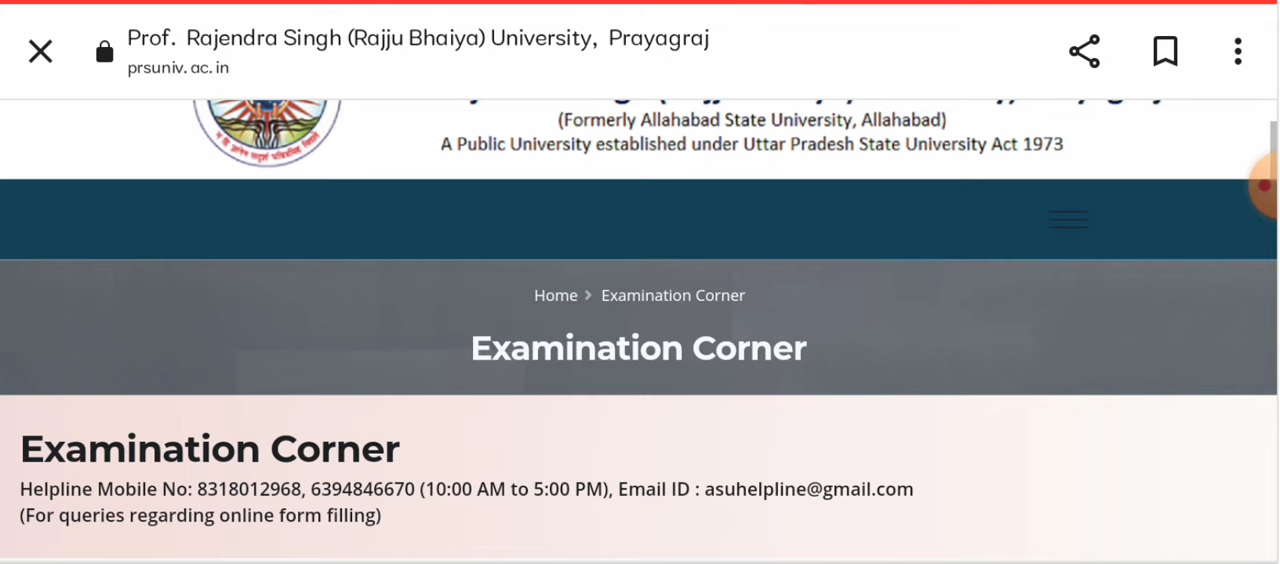 Prof. Rajendra Singh (Rajju Bhaiya) University, Prayagraj
prsuniv.ac.in
(Formerly Allahabad State University, Allahabad)
A Public University established under Uttar Pradesh State University Act 1973
Home > Examination Corner
Examination Corner
Examination Corner
Helpline Mobile No: 8318012968, 6394846670 (10:00 AM to 5:00 PM), Email ID : asuhelpline@gmail.com
(For queries regarding online form filling)